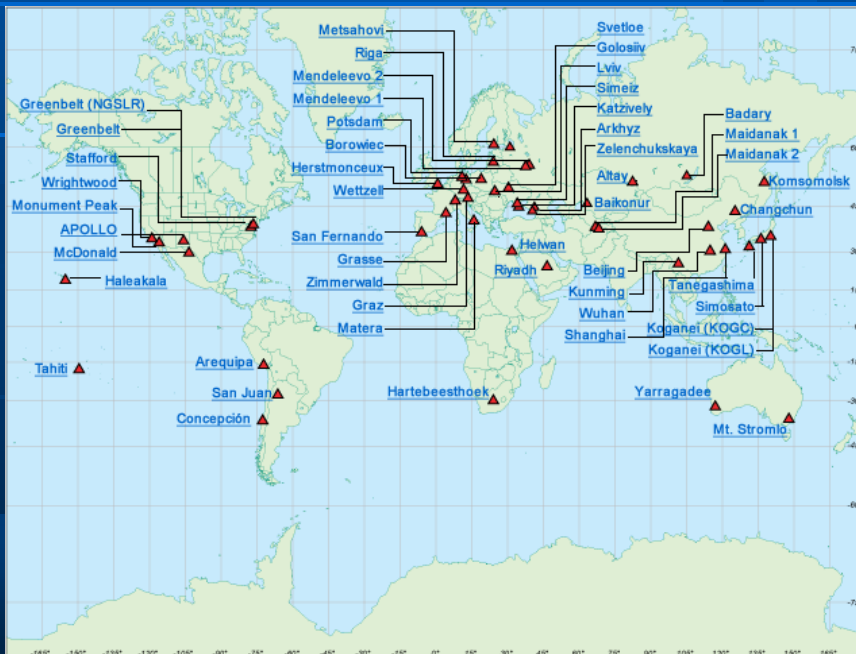 Metsahovi
Riga
Mendeleevo 2
Mendeleevo 1
Potsdam
Borowiec
Herstmonceux
Wettzell
San Fernando
Grasse
Zimmerwald
Graz
Matera
Svetloe
Golosiiv
Lviv
Simeiz
Katzively
Arkhyz
Zelenchukskaya
Altay
Baikonur
Badary
Maidanak 1
Maidanak 2
Komsomolsk
Changchun
Greenbelt (NGSLR)
Greenbelt
Stafford
Wrightwood
Monument Peak
APOLLO
McDonald
Haleakala
Helwan
Riyadh
Beijing
Kunming
Wuhan
Shanghai
Tanegashima
Simosato
Koganei (KOGC)
Koganei (KOGL)
Tahiti
Arequipa
San Juan
Concepción
Hartebeesthoek
Yarragadee
Mt. Stromlo